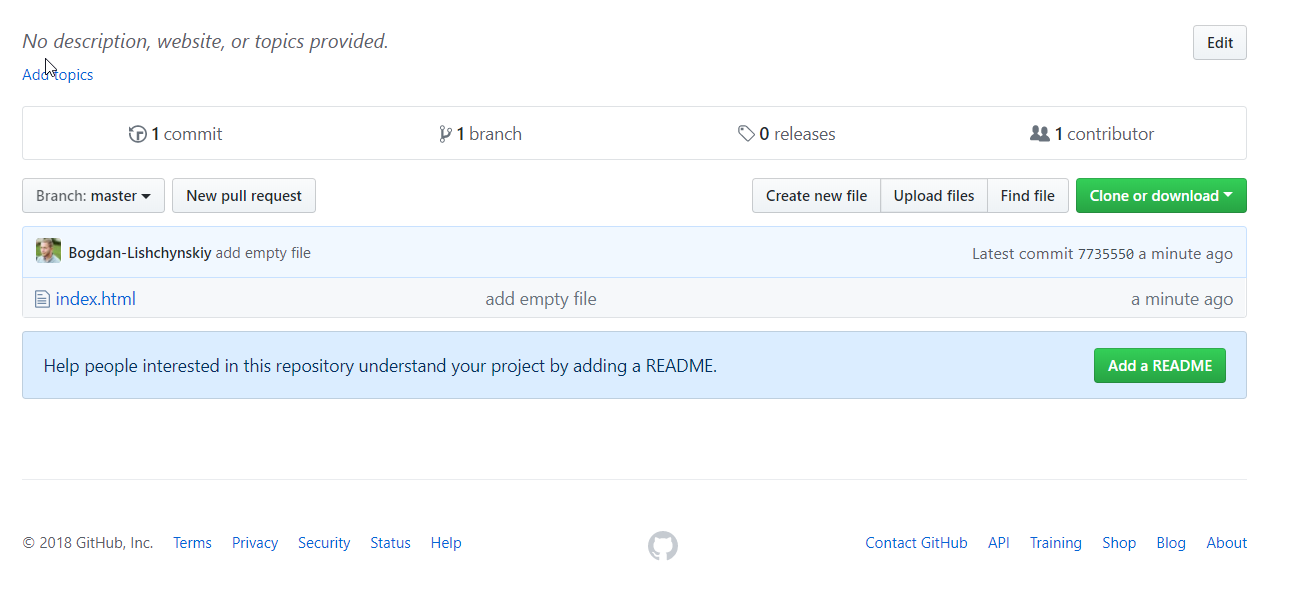 No description, website, or topics provided.
Edit
Add topics
1 commit
1 branch
0 releases
1 contributor
Branch: master
New pull request
Create new file
Upload files
Find file
Clone or download
Bogdan-Lishchynskiy add empty file
Latest commit 7735550 a minute ago
index.html
add empty file
a minute ago
Help people interested in this repository understand your project by adding a README.
Add a README
© 2018 GitHub, Inc.
Terms
Privacy
Security
Status
Help
Contact GitHub
API
Training
Shop
Blog
About